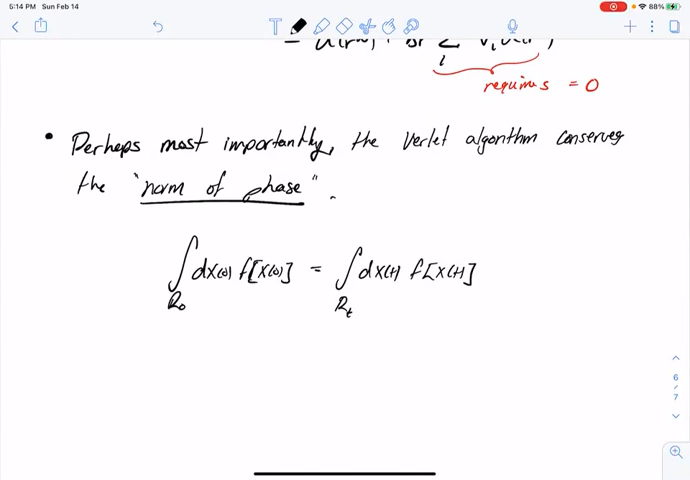 5:14 PM Sun Feb 14
88%
requires = 0
• Perhaps most importantly, the Verlet algorithm conserves
the "norm of phase".
∫R₀ dX(0) f[X(0)] = ∫Rₜ dX(t) f[X(t)]
6
/
7